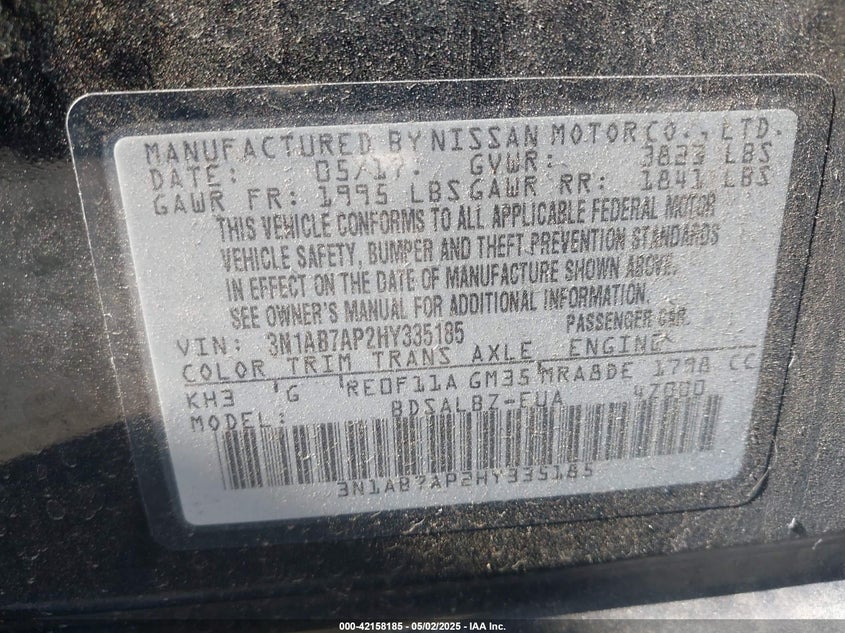 MANUFACTURED BY NISSAN MOTOR CO., LTD.
DATE: 05/17. GVWR: 3823 LBS
GAWR FR: 1995 LBS GAWR RR: 1841 LBS
THIS VEHICLE CONFORMS TO ALL APPLICABLE FEDERAL MOTOR
VEHICLE SAFETY, BUMPER AND THEFT PREVENTION STANDARDS
IN EFFECT ON THE DATE OF MANUFACTURE SHOWN ABOVE.
SEE OWNER'S MANUAL FOR ADDITIONAL INFORMATION.
VIN: 3N1AB7AP2HY335185 PASSENGER CAR
COLOR TRIM TRANS AXLE ENGINE
KH3 G RE0F11A GM35 MRA8DE 1798 CC
MODEL: BDSALBZ-EUA 4Z000
3N1AB7AP2HY335185
000-42158185 - 05/02/2025 - IAA Inc.